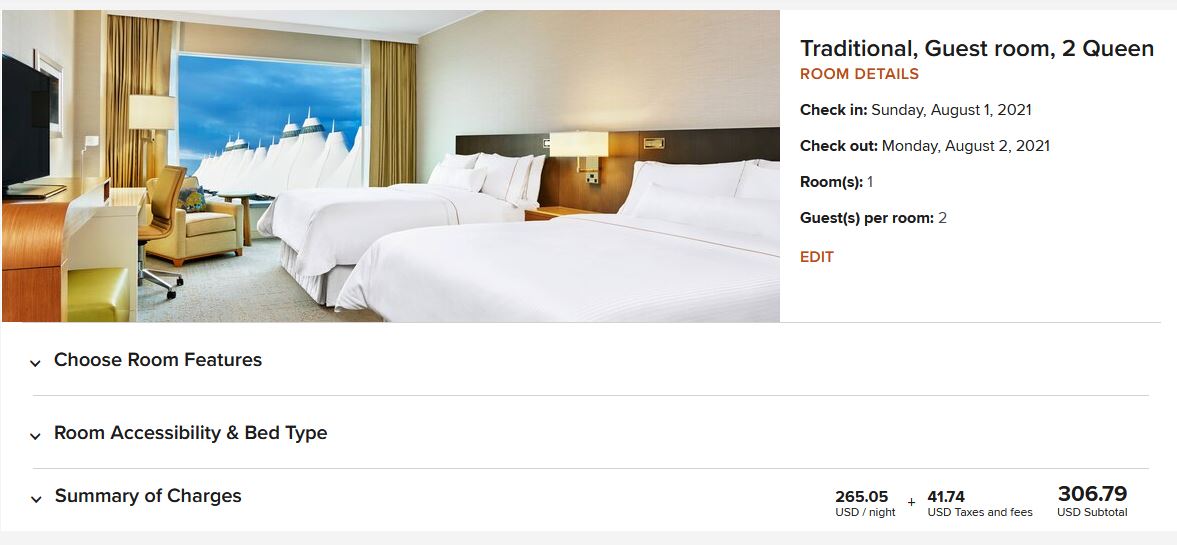 Traditional, Guest room, 2 Queen
ROOM DETAILS
Check in: Sunday, August 1, 2021
Check out: Monday, August 2, 2021
Room(s): 1
Guest(s) per room: 2
EDIT
Choose Room Features
Room Accessibility & Bed Type
Summary of Charges
265.05 + 41.74 306.79
USD / night USD Taxes and fees USD Subtotal